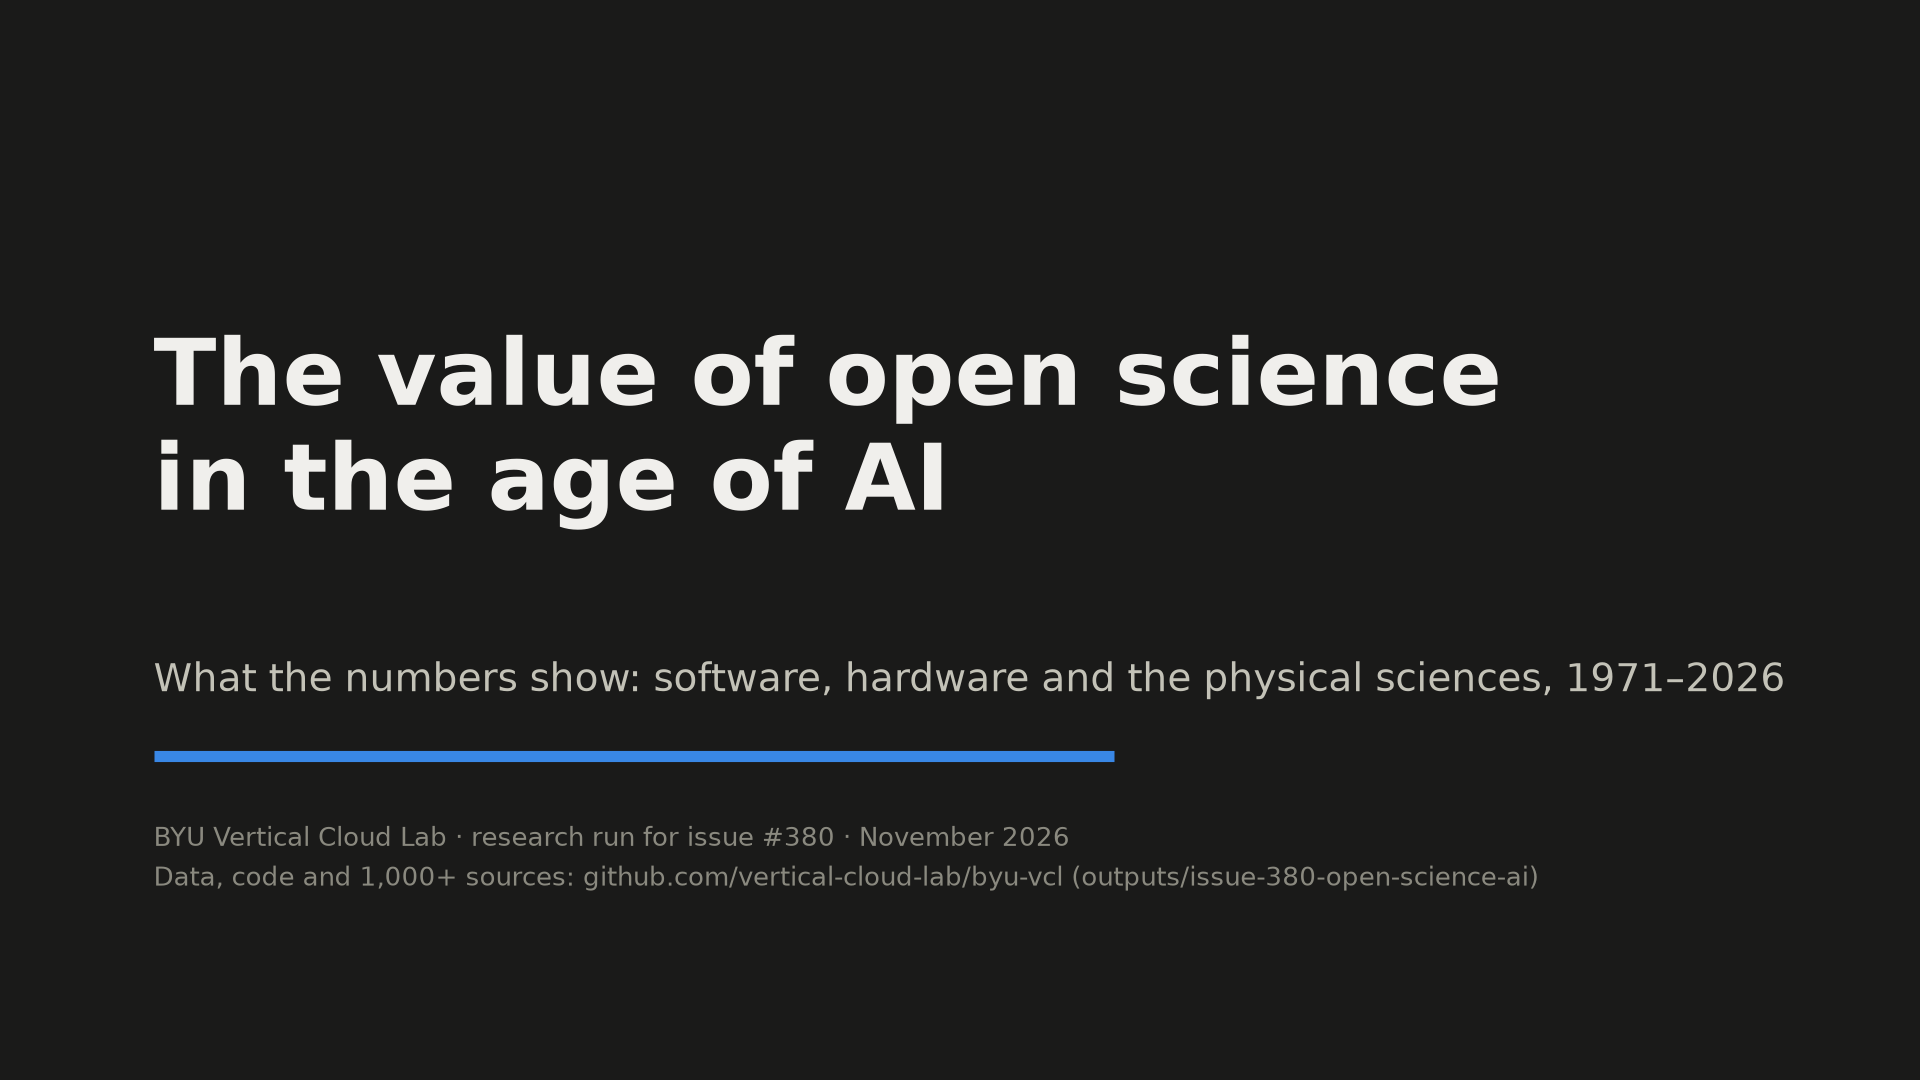 The value of open science
in the age of AI
What the numbers show: software, hardware and the physical sciences, 1971–2026
BYU Vertical Cloud Lab · research run for issue #380 · November 2026
Data, code and 1,000+ sources: github.com/vertical-cloud-lab/byu-vcl (outputs/issue-380-open-science-ai)